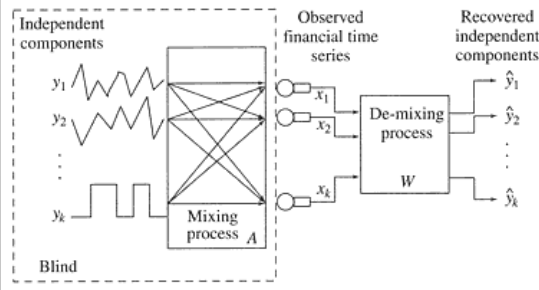 Independent
components
Observed
financial time
series
Recovered
independent
components
y1
y2
yk
Mixing
process A
Blind
x1
x2
xk
De-mixing
process
W
ŷ1
ŷ2
ŷk